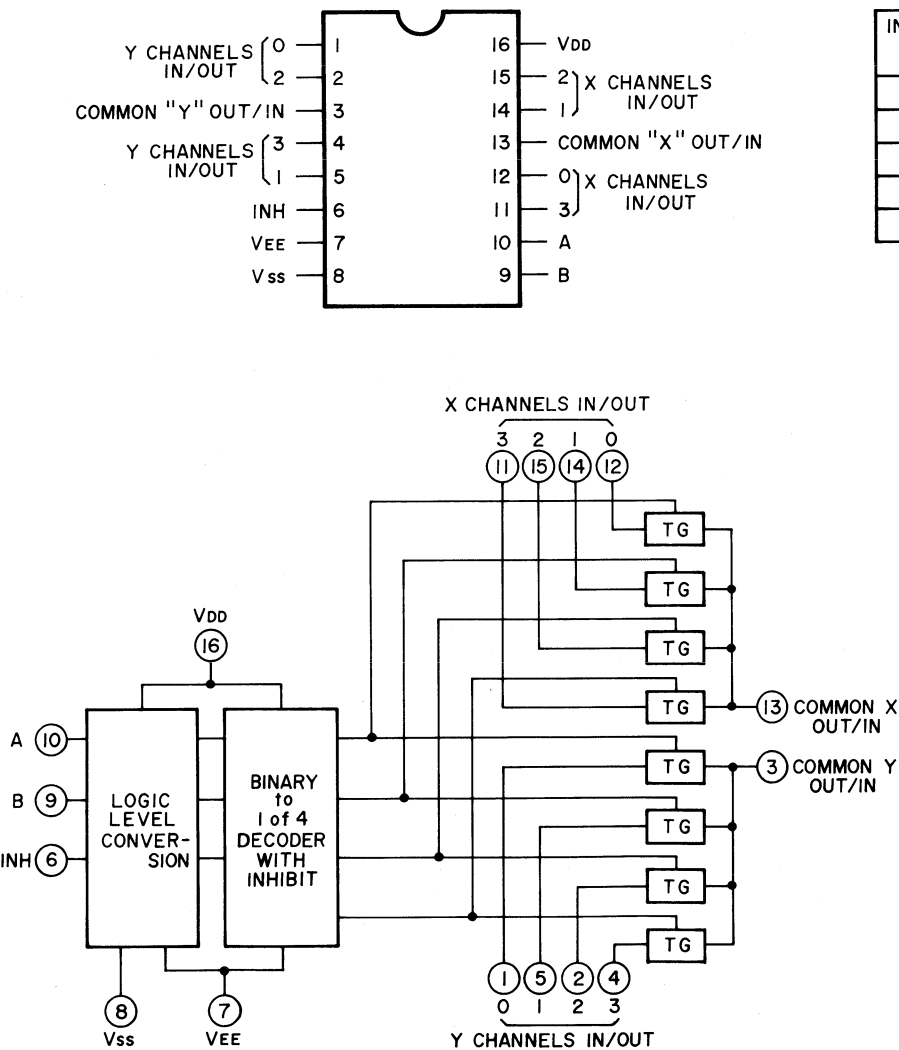 Y CHANNELS IN/OUT 0 1 16 VDD
2 2 15 2 X CHANNELS IN/OUT
COMMON "Y" OUT/IN 3 14 1
Y CHANNELS IN/OUT 3 4 13 COMMON "X" OUT/IN
1 5 12 0 X CHANNELS IN/OUT
INH 6 11 3
VEE 7 10 A
Vss 8 9 B
X CHANNELS IN/OUT
3 2 1 0
11 15 14 12
TG
TG
TG
TG
13 COMMON X
OUT/IN
TG
3 COMMON Y
OUT/IN
TG
TG
TG
VDD
16
A 10
B 9
INH 6
LOGIC
LEVEL
CONVER-
SION
BINARY
to
1 of 4
DECODER
WITH
INHIBIT
8
Vss
7
VEE
1 5 2 4
0 1 2 3
Y CHANNELS IN/OUT